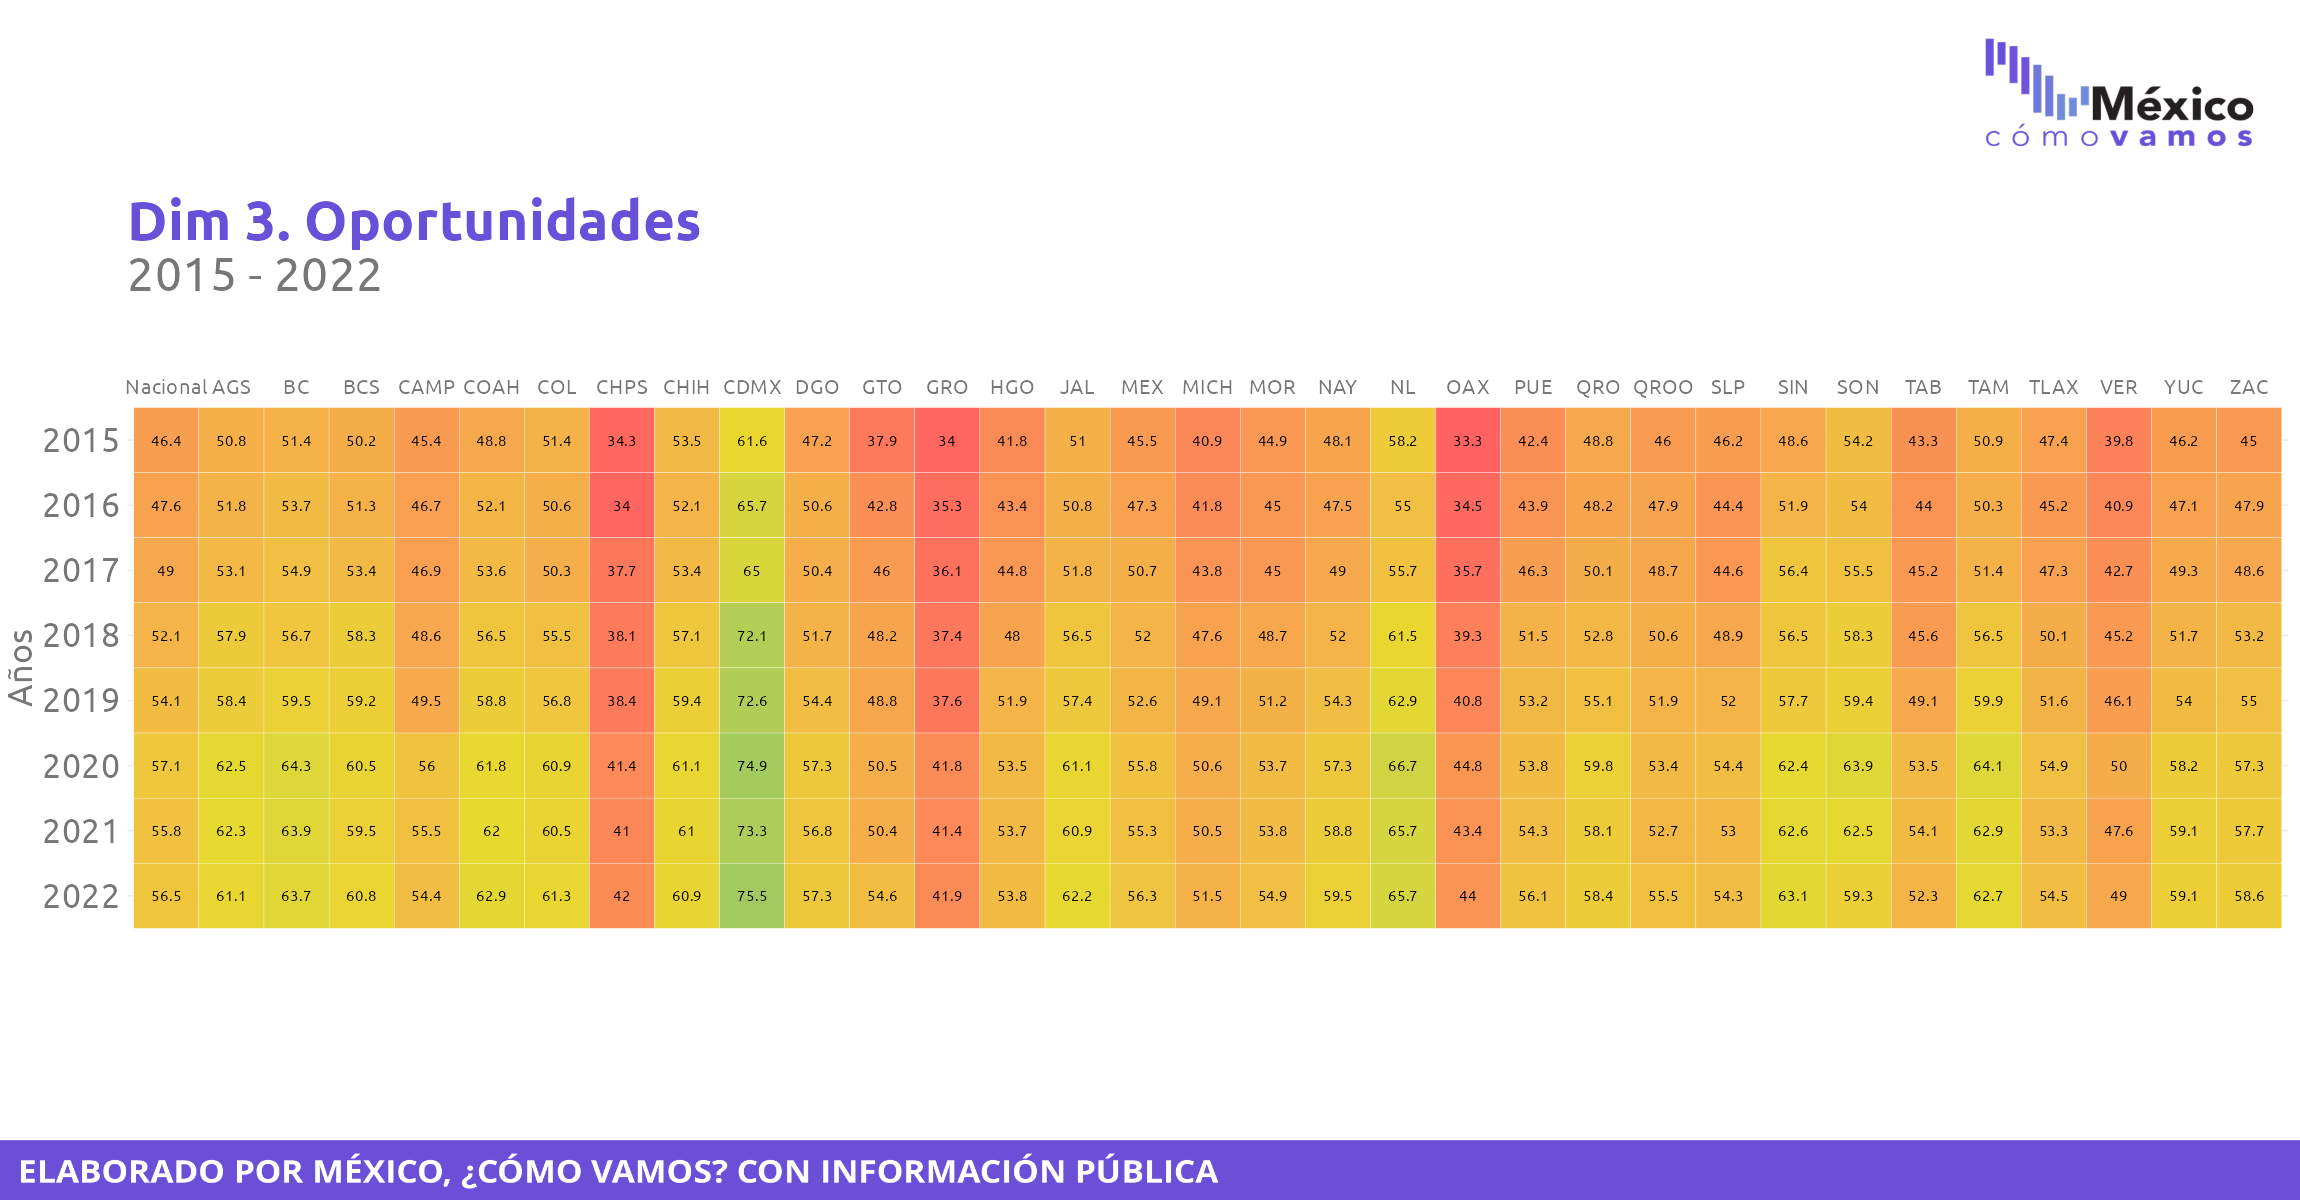 México
cómo vamos
Dim 3. Oportunidades
2015 - 2022
Nacional AGS BC BCS CAMP COAH COL CHPS CHIH CDMX DGO GTO GRO HGO JAL MEX MICH MOR NAY NL OAX PUE QRO QROO SLP SIN SON TAB TAM TLAX VER YUC ZAC
2015 46.4 50.8 51.4 50.2 45.4 48.8 51.4 34.3 53.5 61.6 47.2 37.9 34 41.8 51 45.5 40.9 44.9 48.1 58.2 33.3 42.4 48.8 46 46.2 48.6 54.2 43.3 50.9 47.4 39.8 46.2 45
2016 47.6 51.8 53.7 51.3 46.7 52.1 50.6 34 52.1 65.7 50.6 42.8 35.3 43.4 50.8 47.3 41.8 45 47.5 55 34.5 43.9 48.2 47.9 44.4 51.9 54 44 50.3 45.2 40.9 47.1 47.9
2017 49 53.1 54.9 53.4 46.9 53.6 50.3 37.7 53.4 65 50.4 46 36.1 44.8 51.8 50.7 43.8 45 49 55.7 35.7 46.3 50.1 48.7 44.6 56.4 55.5 45.2 51.4 47.3 42.7 49.3 48.6
2018 52.1 57.9 56.7 58.3 48.6 56.5 55.5 38.1 57.1 72.1 51.7 48.2 37.4 48 56.5 52 47.6 48.7 52 61.5 39.3 51.5 52.8 50.6 48.9 56.5 58.3 45.6 56.5 50.1 45.2 51.7 53.2
Años
2019 54.1 58.4 59.5 59.2 49.5 58.8 56.8 38.4 59.4 72.6 54.4 48.8 37.6 51.9 57.4 52.6 49.1 51.2 54.3 62.9 40.8 53.2 55.1 51.9 52 57.7 59.4 49.1 59.9 51.6 46.1 54 55
2020 57.1 62.5 64.3 60.5 56 61.8 60.9 41.4 61.1 74.9 57.3 50.5 41.8 53.5 61.1 55.8 50.6 53.7 57.3 66.7 44.8 53.8 59.8 53.4 54.4 62.4 63.9 53.5 64.1 54.9 50 58.2 57.3
2021 55.8 62.3 63.9 59.5 55.5 62 60.5 41 61 73.3 56.8 50.4 41.4 53.7 60.9 55.3 50.5 53.8 58.8 65.7 43.4 54.3 58.1 52.7 53 62.6 62.5 54.1 62.9 53.3 47.6 59.1 57.7
2022 56.5 61.1 63.7 60.8 54.4 62.9 61.3 42 60.9 75.5 57.3 54.6 41.9 53.8 62.2 56.3 51.5 54.9 59.5 65.7 44 56.1 58.4 55.5 54.3 63.1 59.3 52.3 62.7 54.5 49 59.1 58.6
ELABORADO POR MÉXICO, ¿CÓMO VAMOS? CON INFORMACIÓN PÚBLICA